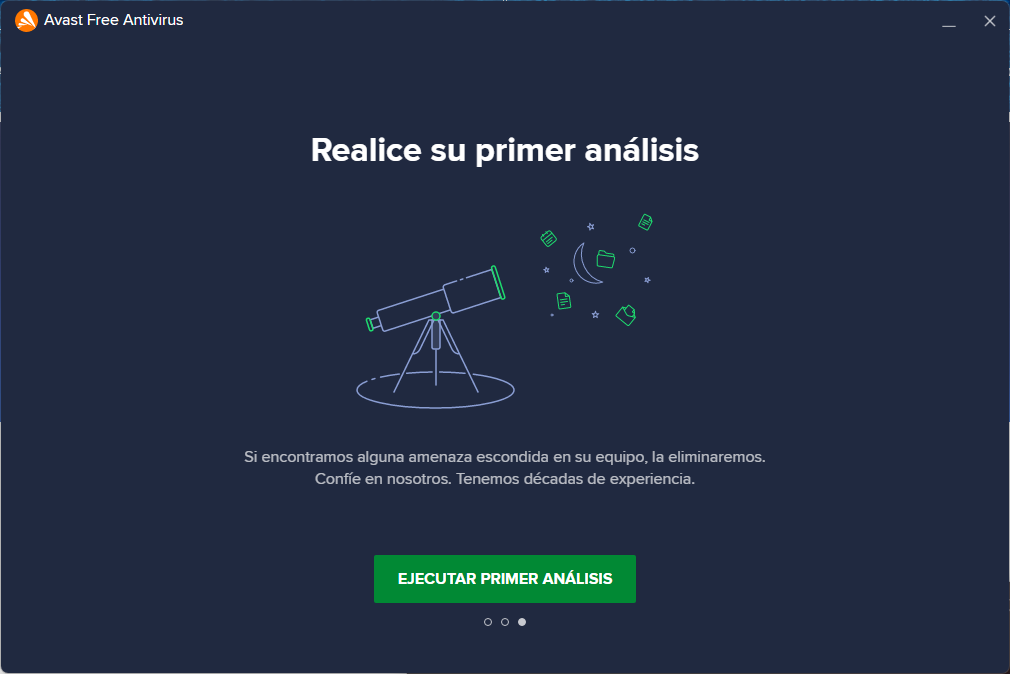 Avast Free Antivirus
Realice su primer análisis
Si encontramos alguna amenaza escondida en su equipo, la eliminaremos.
Confíe en nosotros. Tenemos décadas de experiencia.
EJECUTAR PRIMER ANÁLISIS